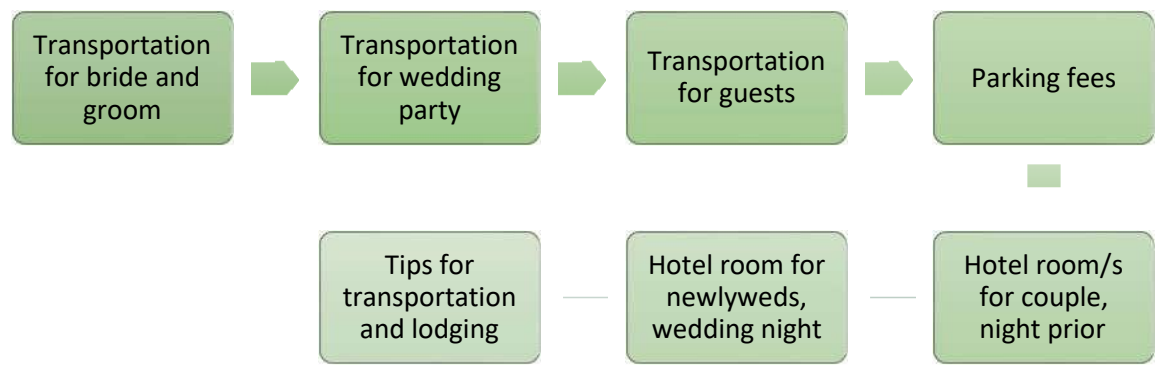 Transportation
for bride and
groom
Transportation
for wedding
party
Transportation
for guests
Parking fees
Hotel room/s
for couple,
night prior
Hotel room for
newlyweds,
wedding night
Tips for
transportation
and lodging